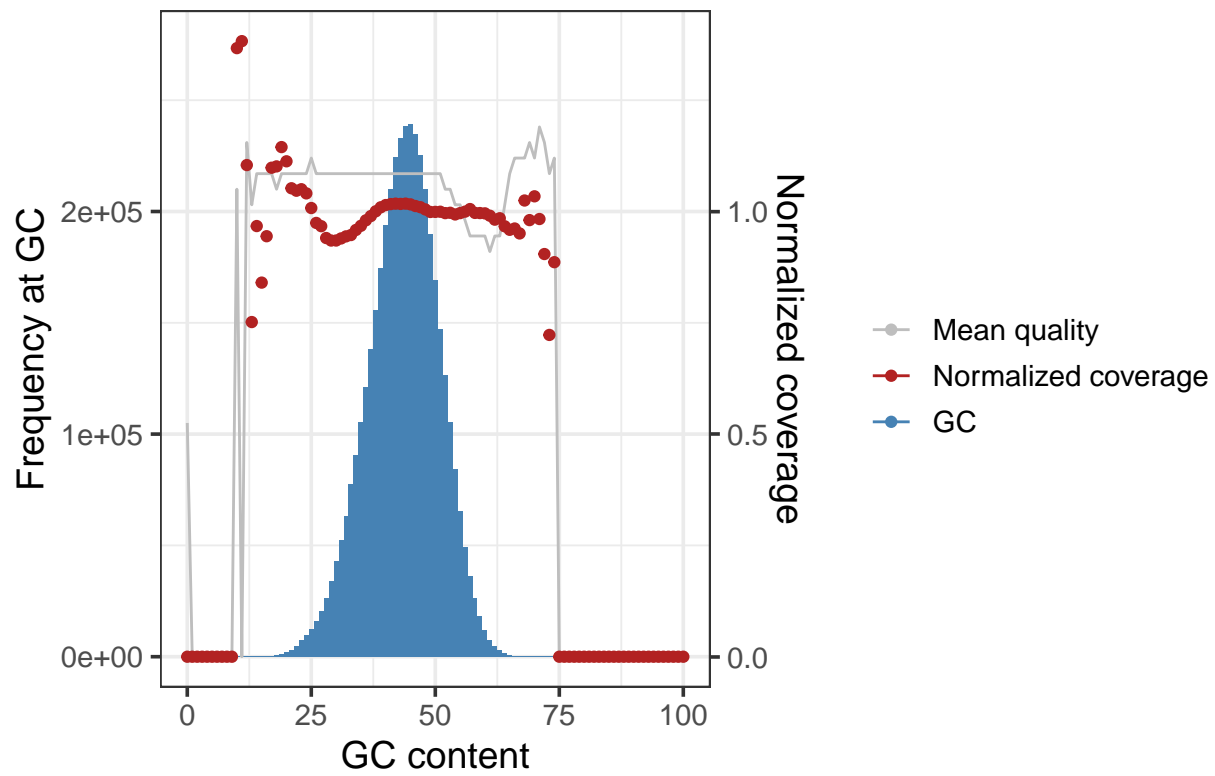 Frequency at GC
2e+05
1e+05
0e+00
1.0
0.5
0.0
Normalized coverage
0
25
50
75
100
GC content
Mean quality
Normalized coverage
GC